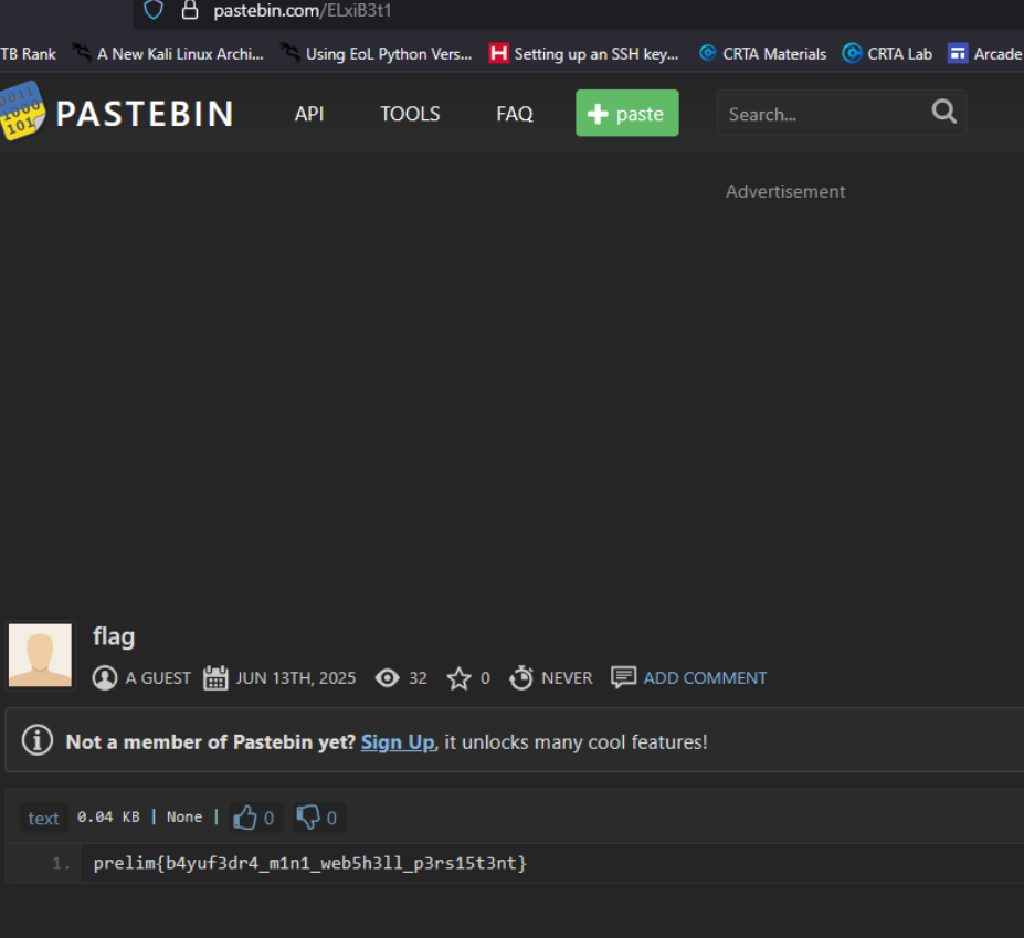 pastebin.com/ELxiB3t1
TB Rank A New Kali Linux Archi... Using EoL Python Vers... H Setting up an SSH key... CRTA Materials CRTA Lab Arcade
PASTEBIN API TOOLS FAQ paste Search...
Advertisement
flag
A GUEST JUN 13TH, 2025 32 0 NEVER ADD COMMENT
Not a member of Pastebin yet? Sign Up, it unlocks many cool features!
text 0.04 KB | None | 0 0
1. prelim{b4yuf3dr4_m1n1_web5h3ll_p3rs15t3nt}